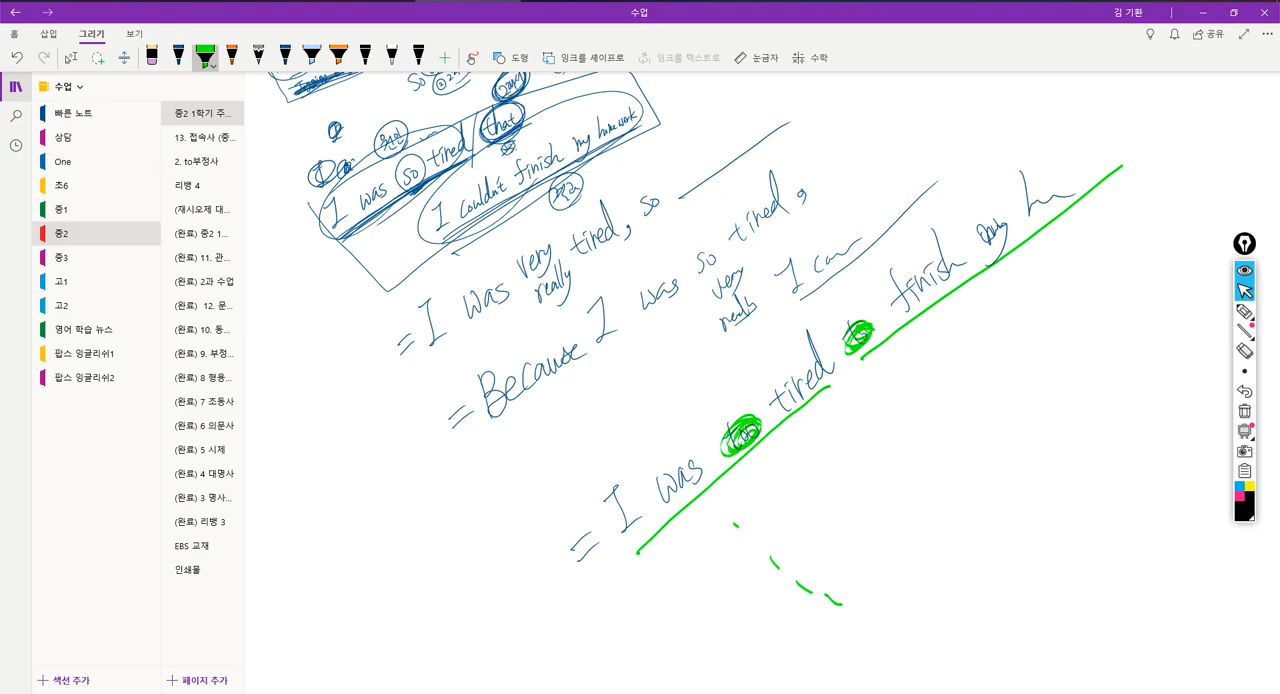 수업
김 기환
홈 삽입 그리기 보기
공유
도형 잉크를 셰이프로 잉크를 텍스트로 눈금자 수학
수업
빠른 노트
상담
One
초6
중1
중2
중3
고1
고2
영어 학습 뉴스
팝스 잉글리쉬1
팝스 잉글리쉬2
섹션 추가
중2 1학기 주...
13. 접속사 (중...
2. to부정사
리뱅 4
(재시오제 대...
(완료) 중2 1...
(완료) 11. 관...
(완료) 2과 수업
(완료) 12. 문...
(완료) 10. 동...
(완료) 9. 부정...
(완료) 8 형용...
(완료) 7 조동사
(완료) 6 의문사
(완료) 5 시제
(완료) 4 대명사
(완료) 3 명사...
(완료) 리뱅 3
EBS 교재
인쇄물
페이지 추가
so
I was so tired that
I couldn't finish my homework
= I was very tired, so
really
= Because I was so tired,
very
really
I can
= I was too tired to finish my h